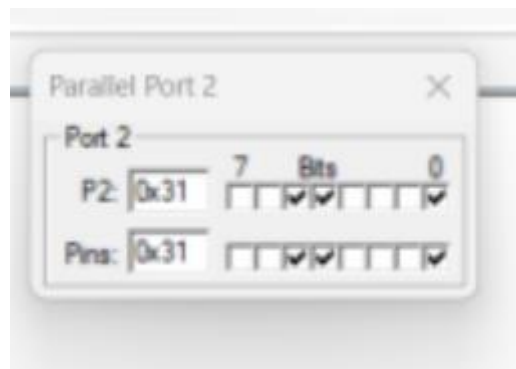 Parallel Port 2
Port 2
7 Bits 0
P2: 0x31
Pins: 0x31